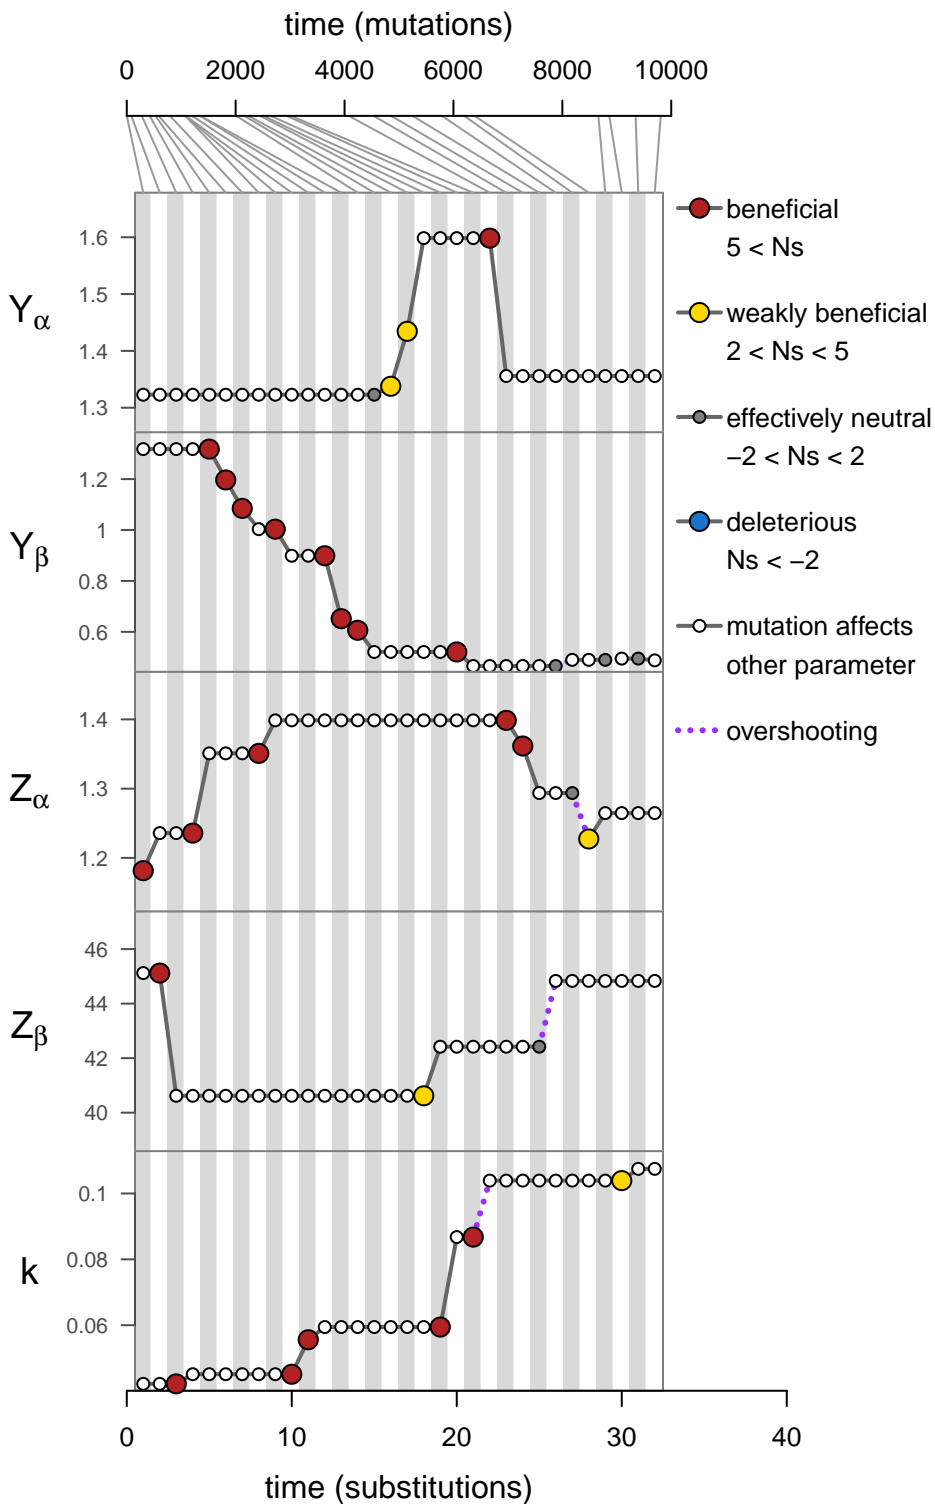 time (mutations)
0 2000 4000 6000 8000 10000
Yα
1.6
1.5
1.4
1.3
Yβ
1.2
1
0.8
0.6
Zα
1.4
1.3
1.2
Zβ
46
44
42
40
k
0.1
0.08
0.06
0 10 20 30 40
time (substitutions)
beneficial
5 < Ns
weakly beneficial
2 < Ns < 5
effectively neutral
−2 < Ns < 2
deleterious
Ns < −2
mutation affects
other parameter
overshooting